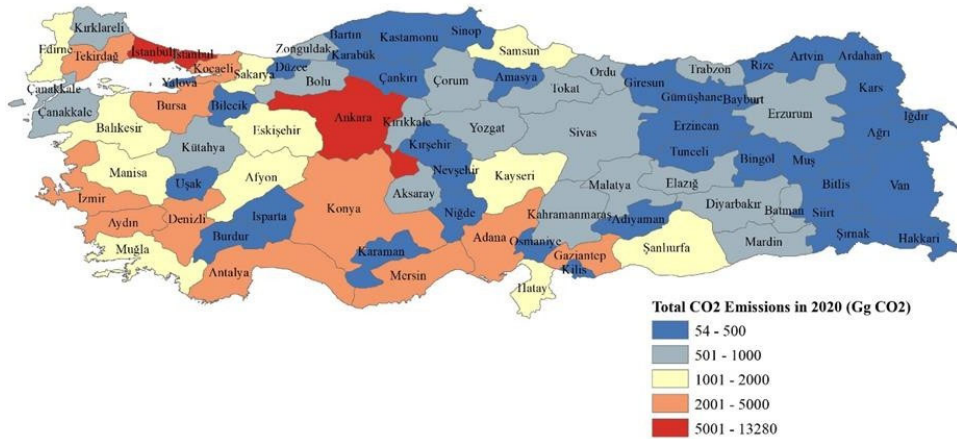 Kırklareli
Edirne
Tekirdağ
İstanbul
İstanbul
Kocaeli
Yalova
Sakarya
Düzce
Zonguldak
Bartın
Karabük
Kastamonu
Sinop
Samsun
Çankırı
Çorum
Amasya
Tokat
Ordu
Giresun
Trabzon
Rize
Artvin
Ardahan
Kars
Gümüşhane
Bayburt
Erzurum
Iğdır
Ağrı
Çanakkale
Çanakkale
Bursa
Bilecik
Bolu
Ankara
Kırıkkale
Yozgat
Sivas
Erzincan
Tunceli
Bingöl
Muş
Balıkesir
Kütahya
Eskişehir
Kırşehir
Nevşehir
Kayseri
Malatya
Elazığ
Bitlis
Van
Manisa
Uşak
Afyon
Aksaray
Diyarbakır
Batman
Siirt
İzmir
Aydın
Denizli
Isparta
Konya
Niğde
Kahramanmaraş
Adıyaman
Mardin
Şırnak
Hakkari
Muğla
Burdur
Antalya
Karaman
Mersin
Adana
Osmaniye
Gaziantep
Kilis
Şanlıurfa
Hatay
Total CO2 Emissions in 2020 (Gg CO2)
54 - 500
501 - 1000
1001 - 2000
2001 - 5000
5001 - 13280